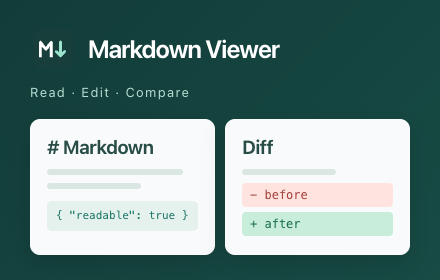 M↓ Markdown Viewer
Read · Edit · Compare
# Markdown
{ "readable": true }
Diff
− before
+ after